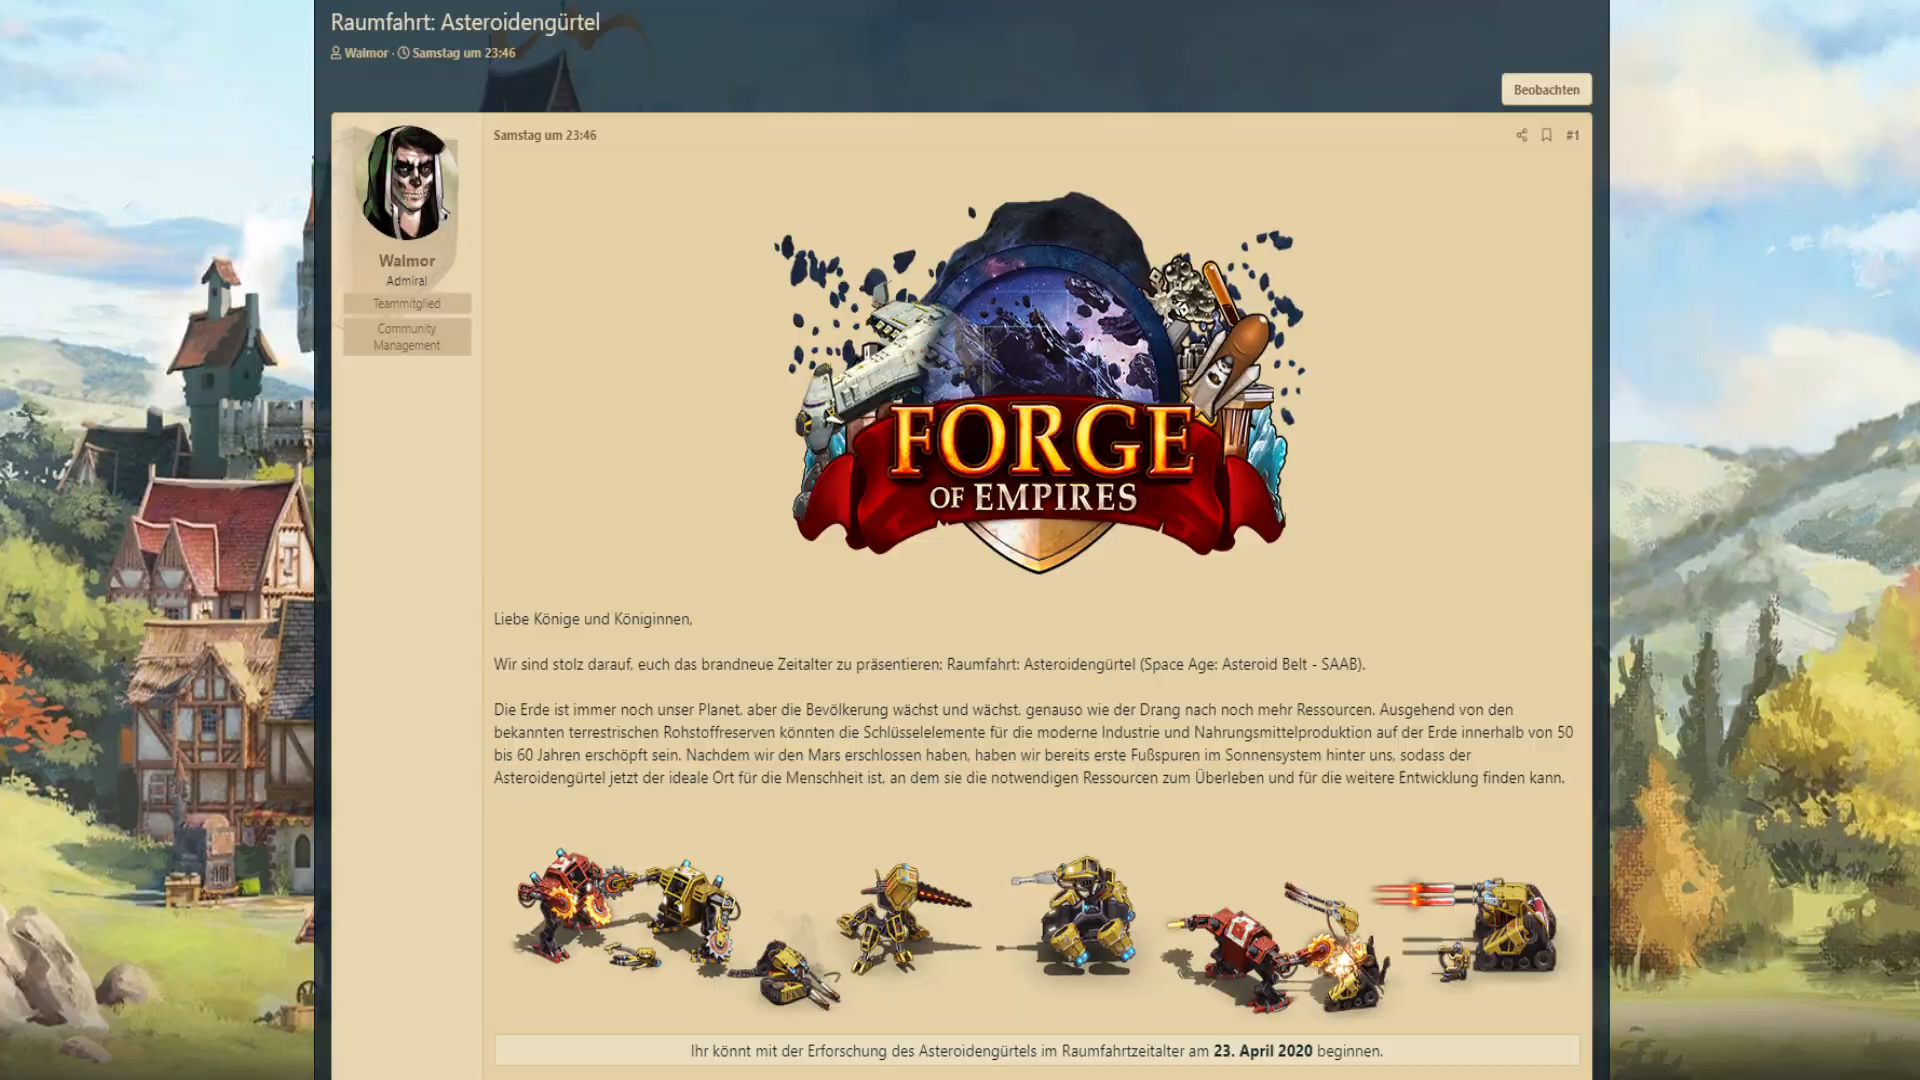 Raumfahrt: Asteroidengürtel
Walmor · Samstag um 23:46
Beobachten
Samstag um 23:46
#1
Walmor
Admiral
Teammitglied
Community
Management
FORGE
OF EMPIRES
Liebe Könige und Königinnen,
Wir sind stolz darauf, euch das brandneue Zeitalter zu präsentieren: Raumfahrt: Asteroidengürtel (Space Age: Asteroid Belt - SAAB).
Die Erde ist immer noch unser Planet, aber die Bevölkerung wächst und wächst, genauso wie der Drang nach noch mehr Ressourcen. Ausgehend von den
bekannten terrestrischen Rohstoffreserven könnten die Schlüsselelemente für die moderne Industrie und Nahrungsmittelproduktion auf der Erde innerhalb von 50
bis 60 Jahren erschöpft sein. Nachdem wir den Mars erschlossen haben, haben wir bereits erste Fußspuren im Sonnensystem hinter uns, sodass der
Asteroidengürtel jetzt der ideale Ort für die Menschheit ist, an dem sie die notwendigen Ressourcen zum Überleben und für die weitere Entwicklung finden kann.
Ihr könnt mit der Erforschung des Asteroidengürtels im Raumfahrtzeitalter am 23. April 2020 beginnen.